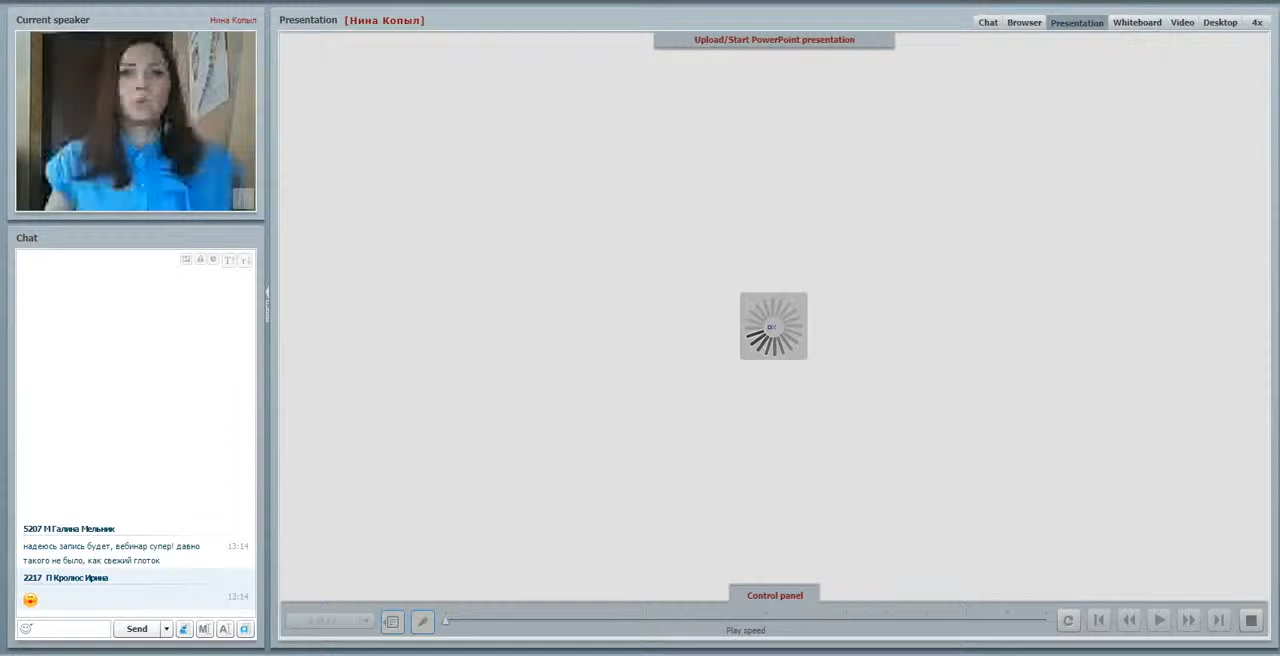 Current speaker
Нина Копыл
Presentation [Нина Копыл]
Chat Browser Presentation Whiteboard Video Desktop 4x
Upload/Start PowerPoint presentation
Chat
5207 М Галина Мельник
надеюсь запись будет, вебинар супер! давно 13:14
такого не было, как свежий глоток
2217 П Кролюс Ирина
13:14
Send
Control panel
Play speed